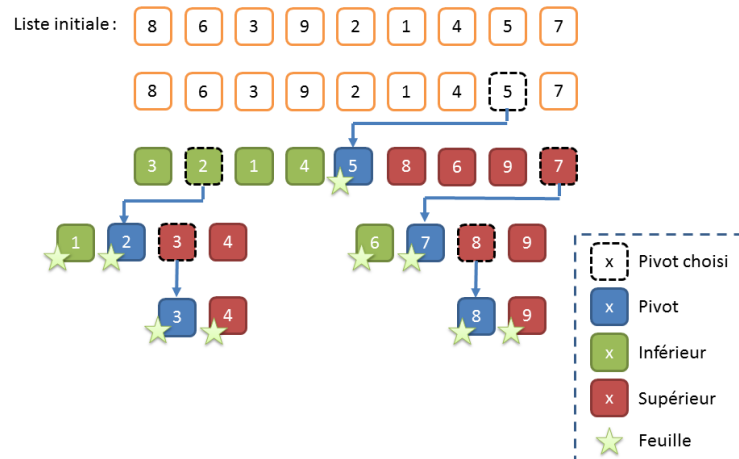 Liste initiale : 8 6 3 9 2 1 4 5 7
8 6 3 9 2 1 4 5 7
3 2 1 4 5 8 6 9 7
1 2 3 4 6 7 8 9
3 4 8 9
x Pivot choisi
x Pivot
x Inférieur
x Supérieur
Feuille